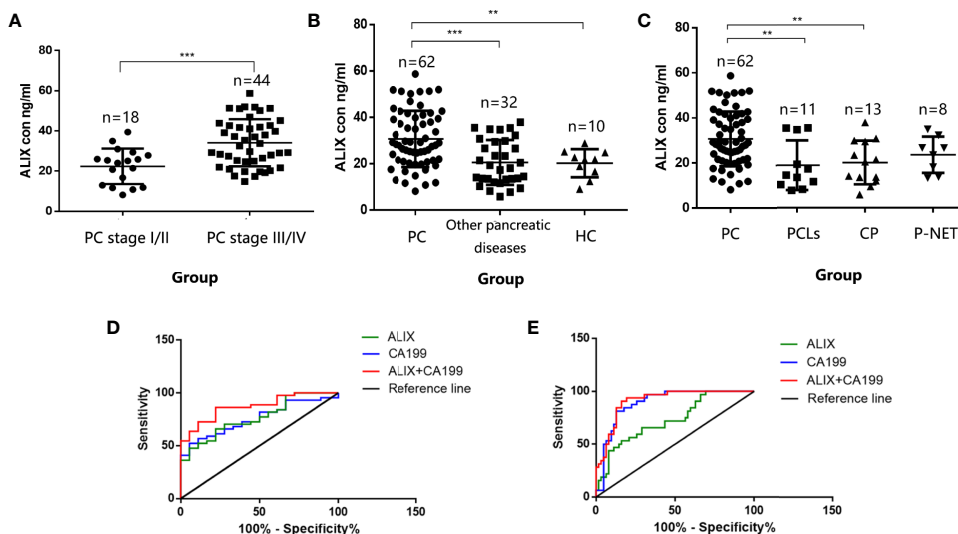 A
ALIX con ng/ml
80
60
40
20
0
***
n=18
n=44
PC stage I/II
PC stage III/IV
Group
B
ALIX con ng/ml
80
60
40
20
0
**
***
n=62
n=32
n=10
PC
Other pancreatic
diseases
HC
Group
C
ALIX con ng/ml
80
60
40
20
0
**
**
n=62
n=11
n=13
n=8
PC
PCLs
CP
P-NET
Group
D
Sensitivity
150
100
50
0
0
50
100
150
100% - Specificity%
ALIX
CA199
ALIX+CA199
Reference line
E
Sensitivity
150
100
50
0
0
50
100
150
100% - Specificity%
ALIX
CA199
ALIX+CA199
Reference line